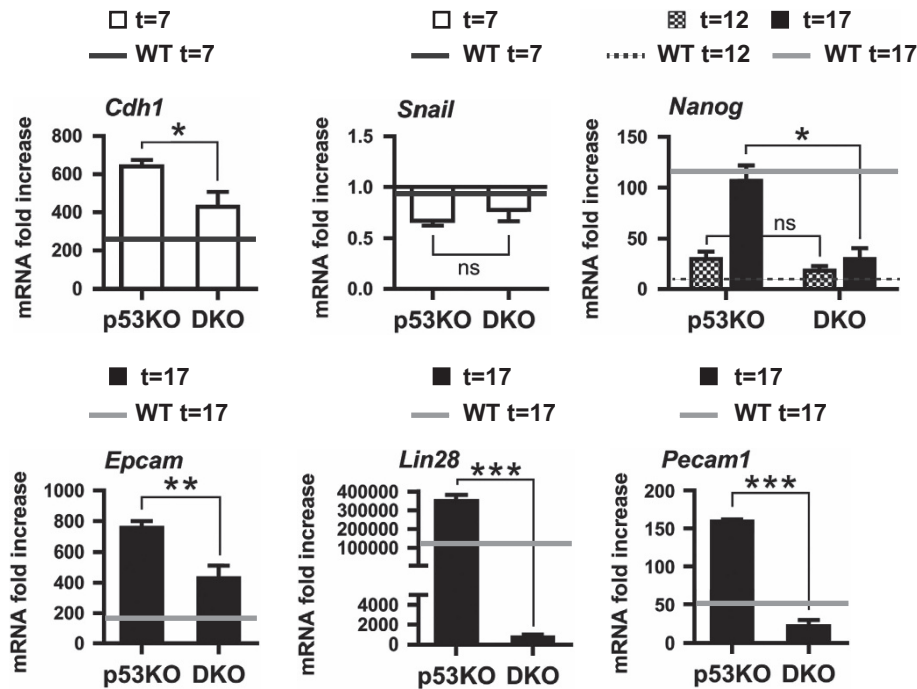 t=7
WT t=7
Cdh1
mRNA fold increase
800
600
400
200
0
*
p53KO DKO
t=7
WT t=7
Snail
mRNA fold increase
1.5
1.0
0.5
0.0
ns
p53KO DKO
t=12 t=17
WT t=12 WT t=17
Nanog
mRNA fold increase
150
100
50
0
*
ns
p53KO DKO
t=17
WT t=17
Epcam
mRNA fold increase
1000
800
600
400
200
0
**
p53KO DKO
t=17
WT t=17
Lin28
mRNA fold increase
400000
300000
200000
100000
4000
2000
0
***
p53KO DKO
t=17
WT t=17
Pecam1
mRNA fold increase
200
150
100
50
0
***
p53KO DKO